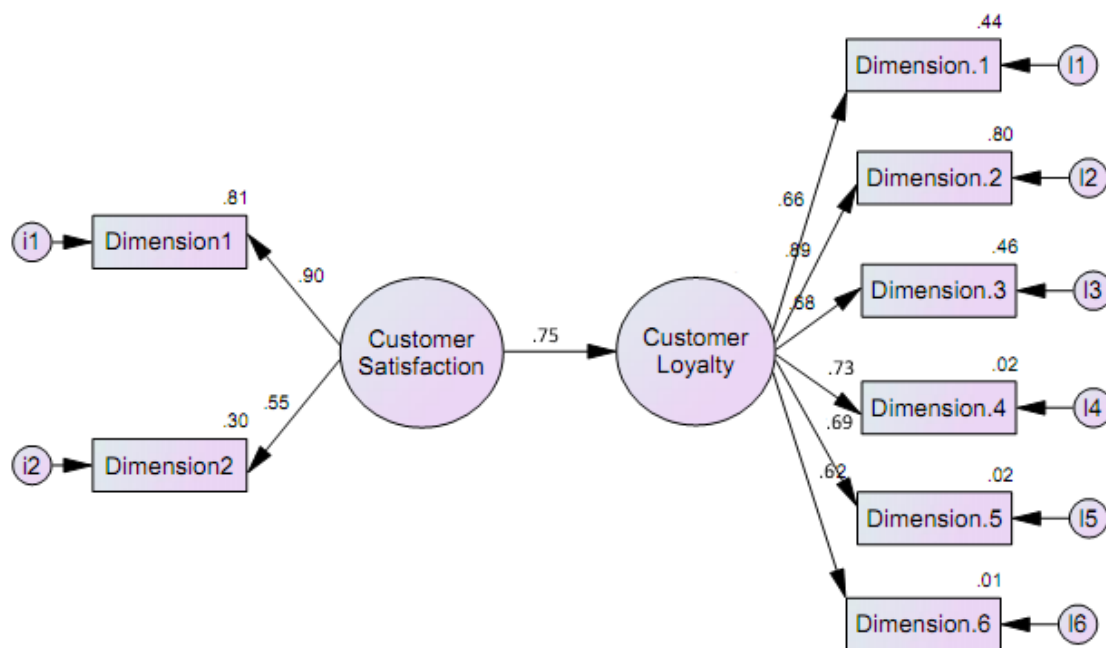 .44
Dimension.1
I1
.80
Dimension.2
I2
.66
.81
i1
Dimension1
.89
.46
Dimension.3
I3
.90
.68
Customer
Satisfaction
.75
Customer
Loyalty
.73
.02
Dimension.4
I4
.55
.69
.30
i2
Dimension2
.62
.02
Dimension.5
I5
.01
Dimension.6
I6